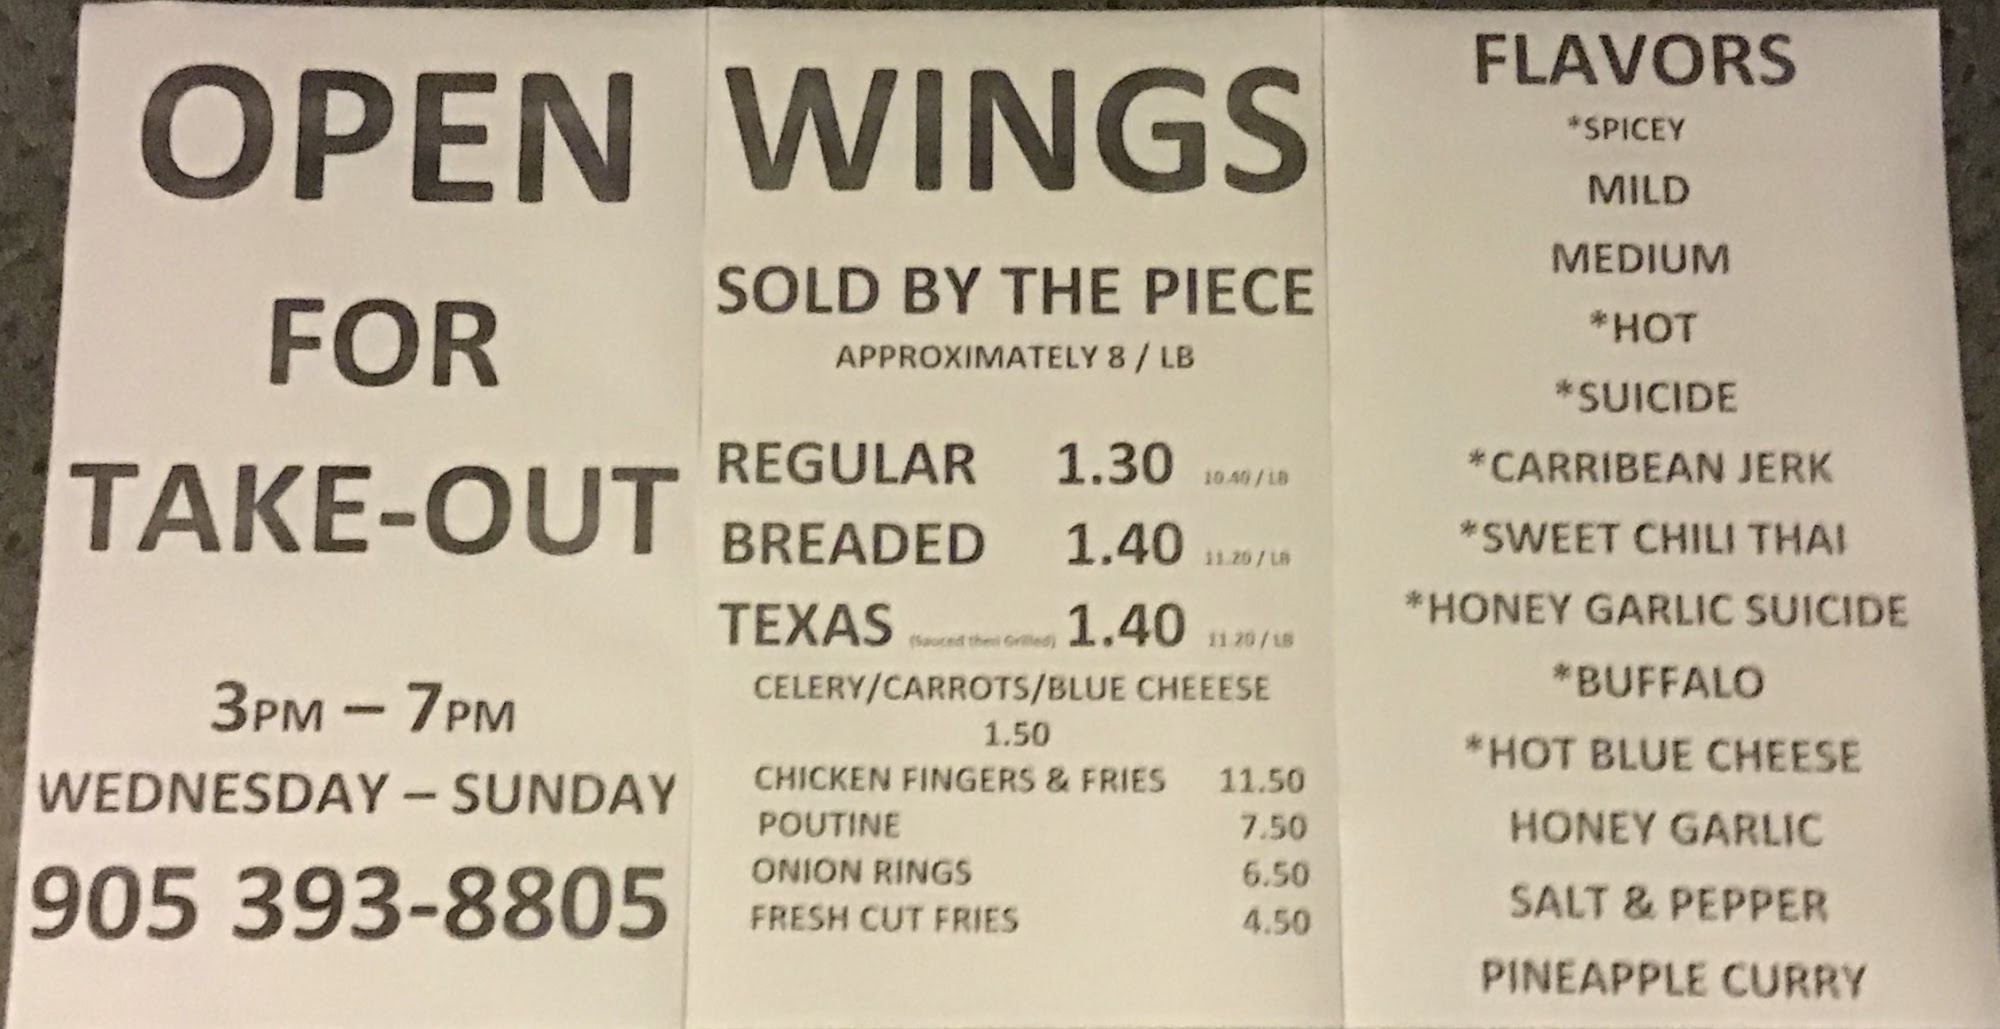 OPEN
FOR
TAKE-OUT
3PM – 7PM
WEDNESDAY – SUNDAY
905 393-8805
WINGS
SOLD BY THE PIECE
APPROXIMATELY 8 / LB
REGULAR 1.30 10.40 / LB
BREADED 1.40 11.20 / LB
TEXAS (Sauced then Grilled) 1.40 11.20 / LB
CELERY/CARROTS/BLUE CHEEESE
1.50
CHICKEN FINGERS & FRIES 11.50
POUTINE 7.50
ONION RINGS 6.50
FRESH CUT FRIES 4.50
FLAVORS
*SPICEY
MILD
MEDIUM
*HOT
*SUICIDE
*CARRIBEAN JERK
*SWEET CHILI THAI
*HONEY GARLIC SUICIDE
*BUFFALO
*HOT BLUE CHEESE
HONEY GARLIC
SALT & PEPPER
PINEAPPLE CURRY